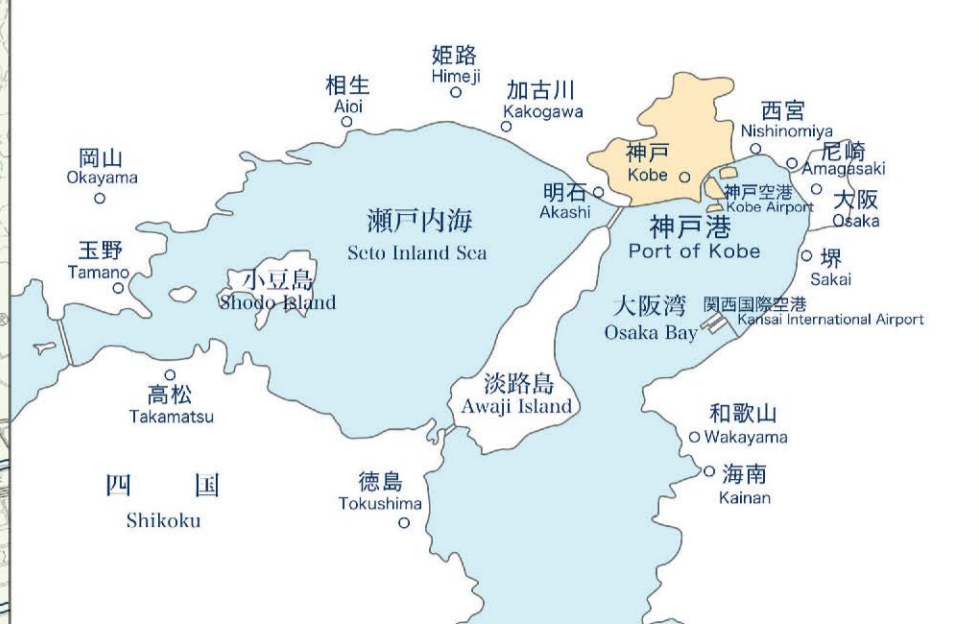 姫路
Himeji
相生
Aioi
加古川
Kakogawa
西宮
Nishinomiya
岡山
Okayama
神戸
Kobe
尼崎
Amagasaki
明石
Akashi
神戸空港
Kobe Airport
大阪
Osaka
瀬戸内海
Seto Inland Sea
神戸港
Port of Kobe
玉野
Tamano
小豆島
Shodo Island
堺
Sakai
大阪湾
Osaka Bay
関西国際空港
Kansai International Airport
高松
Takamatsu
淡路島
Awaji Island
和歌山
Wakayama
四国
Shikoku
徳島
Tokushima
海南
Kainan